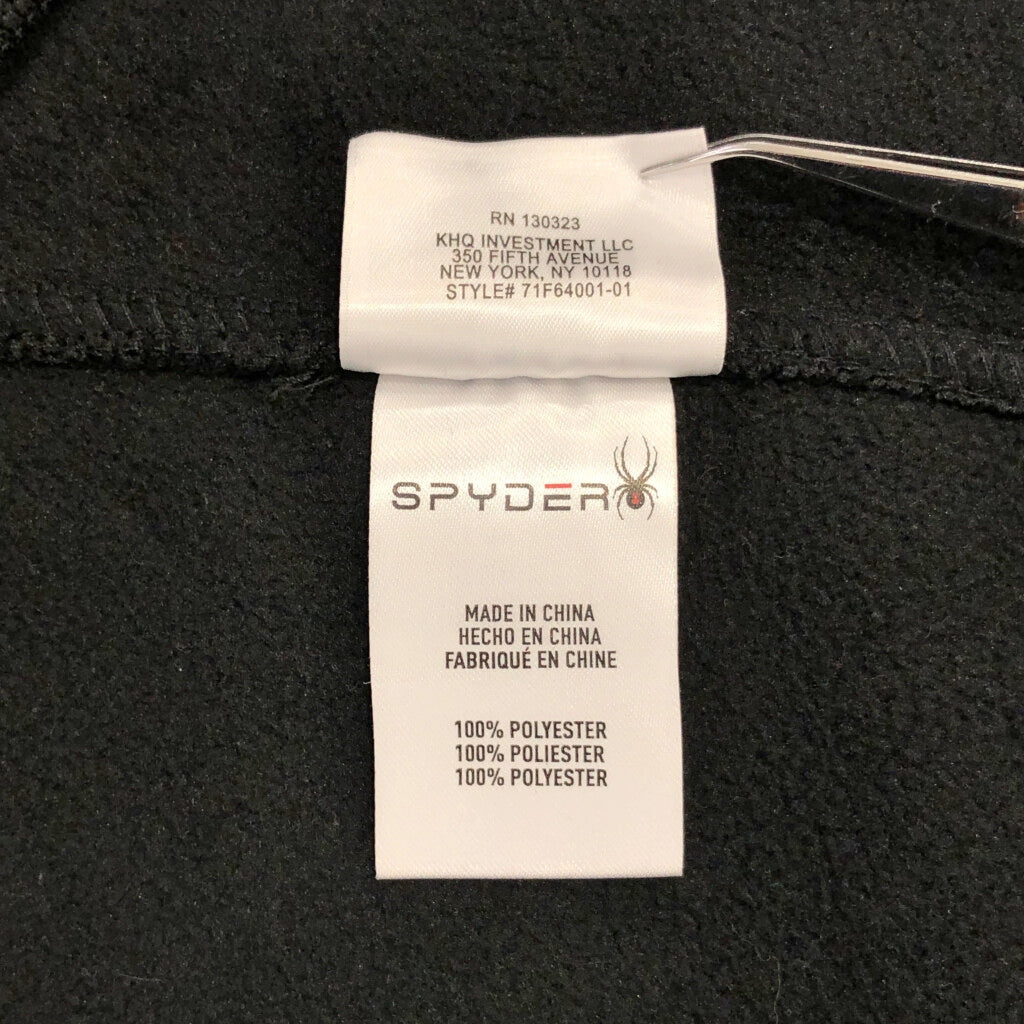 RN 130323
KHQ INVESTMENT LLC
350 FIFTH AVENUE
NEW YORK, NY 10118
STYLE# 71F64001-01
SPYDER
MADE IN CHINA
HECHO EN CHINA
FABRIQUÉ EN CHINE
100% POLYESTER
100% POLIESTER
100% POLYESTER